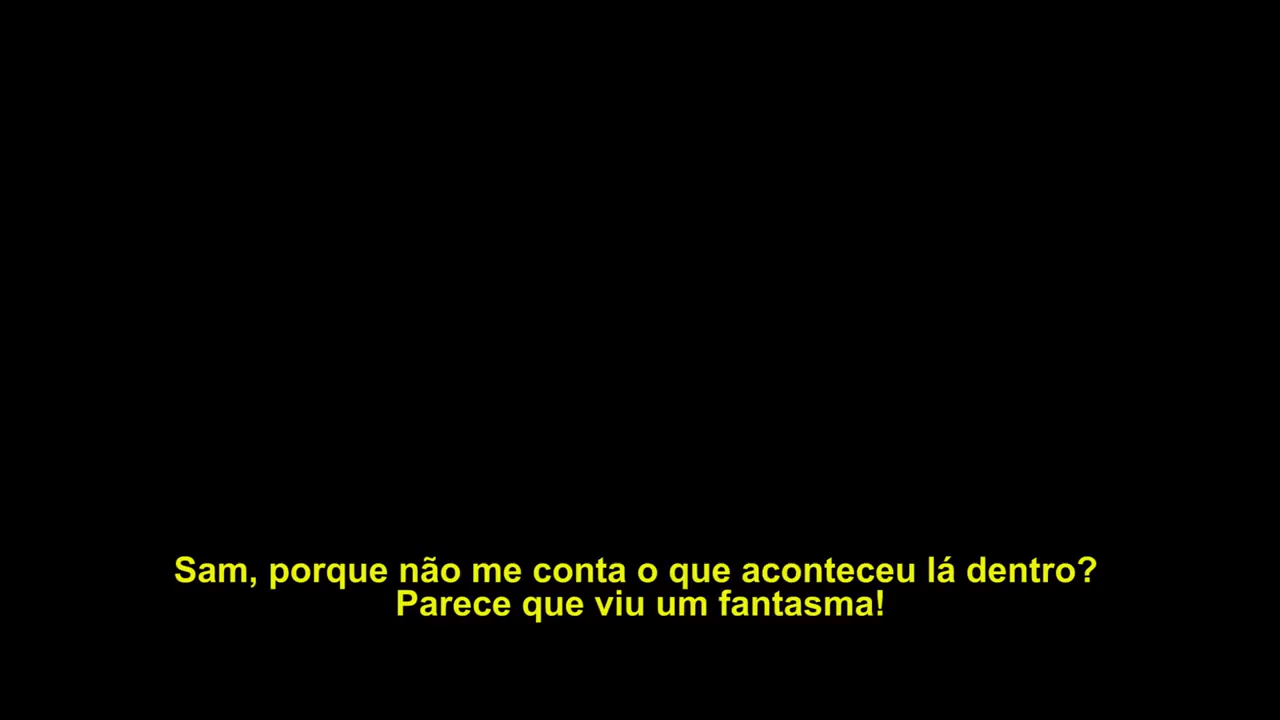 Sam, porque não me conta o que aconteceu lá dentro?
Parece que viu um fantasma!